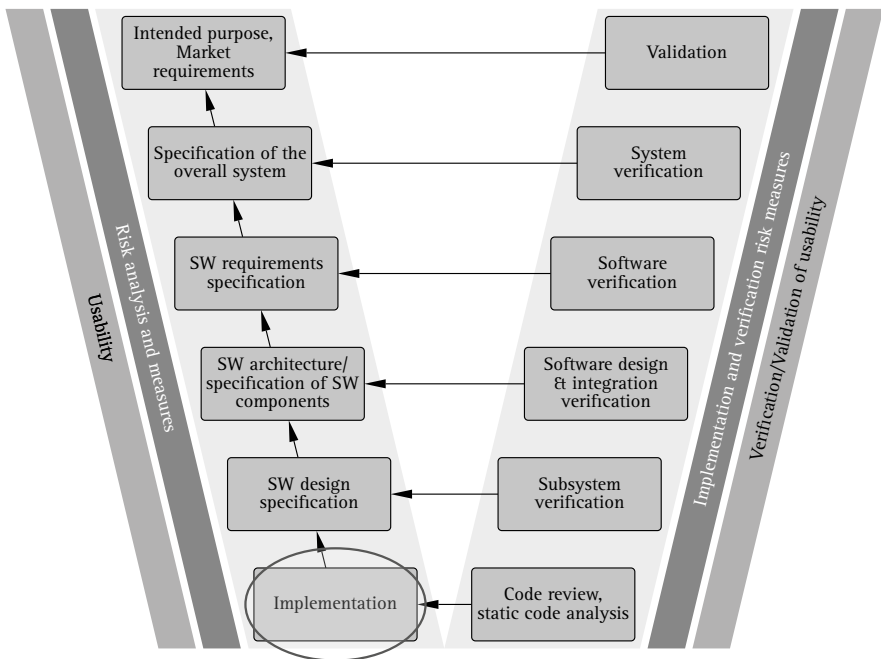 Intended purpose,
Market
requirements
Validation
Specification of the
overall system
System
verification
SW requirements
specification
Software
verification
SW architecture/
specification of SW
components
Software design
& integration
verification
SW design
specification
Subsystem
verification
Implementation
Code review,
static code analysis
Usability
Risk analysis and measures
Implementation and verification risk measures
Verification/Validation of usability